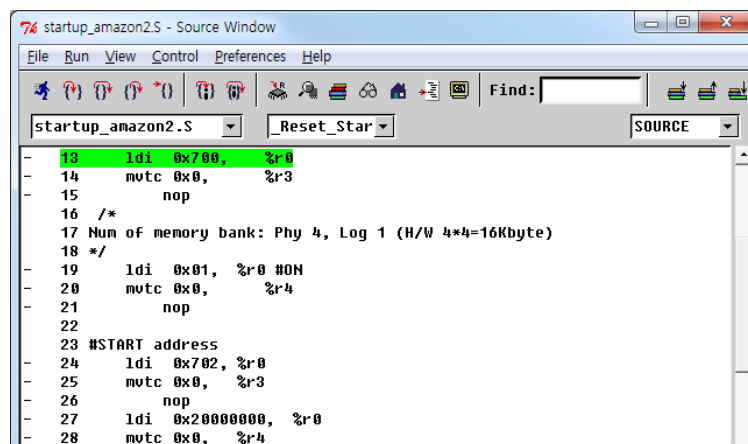 startup_amazon2.S - Source Window
File Run View Control Preferences Help
Find:
startup_amazon2.S _Reset_Star SOURCE
- 13 ldi 0x700, %r0
- 14 mvtc 0x0, %r3
- 15 nop
16 /*
17 Num of memory bank: Phy 4, Log 1 (H/W 4*4=16Kbyte)
18 */
- 19 ldi 0x01, %r0 #ON
- 20 mvtc 0x0, %r4
- 21 nop
22
23 #START address
- 24 ldi 0x702, %r0
- 25 mvtc 0x0, %r3
- 26 nop
- 27 ldi 0x20000000, %r0
- 28 mvtc 0x0, %r4